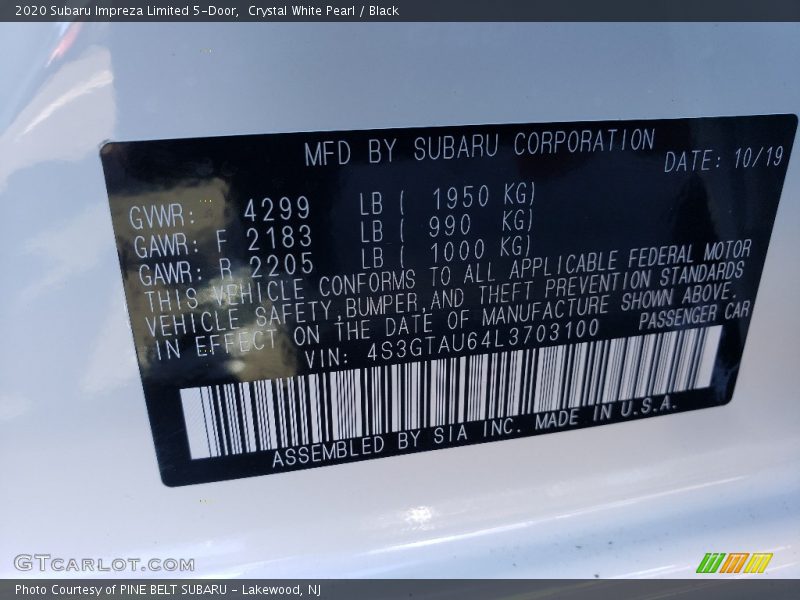 2020 Subaru Impreza Limited 5-Door,  Crystal White Pearl / Black
MFD BY SUBARU CORPORATION
DATE: 10/19
GVWR: 4299 LB ( 1950 KG)
GAWR: F 2183 LB ( 990 KG)
GAWR: R 2205 LB ( 1000 KG)
THIS VEHICLE CONFORMS TO ALL APPLICABLE FEDERAL MOTOR
VEHICLE SAFETY,BUMPER,AND THEFT PREVENTION STANDARDS
IN EFFECT ON THE DATE OF MANUFACTURE SHOWN ABOVE.
VIN: 4S3GTAU64L3703100 PASSENGER CAR
ASSEMBLED BY SIA INC. MADE IN U.S.A.
GTCARLOT.COM
Photo Courtesy of PINE BELT SUBARU - Lakewood, NJ